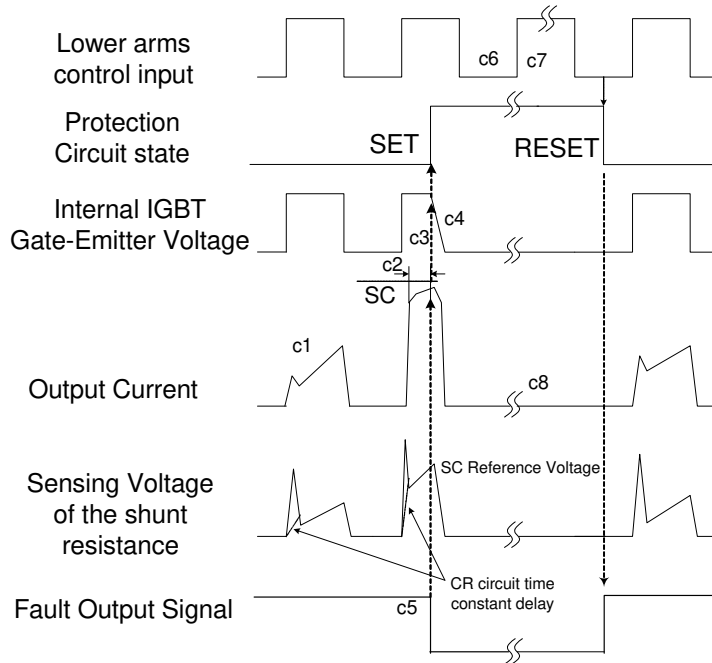 Lower arms
control input
c6
c7
Protection
Circuit state
SET
RESET
Internal IGBT
Gate-Emitter Voltage
c4
c3
c2
SC
c1
Output Current
c8
SC Reference Voltage
Sensing Voltage
of the shunt
resistance
CR circuit time
constant delay
Fault Output Signal
c5